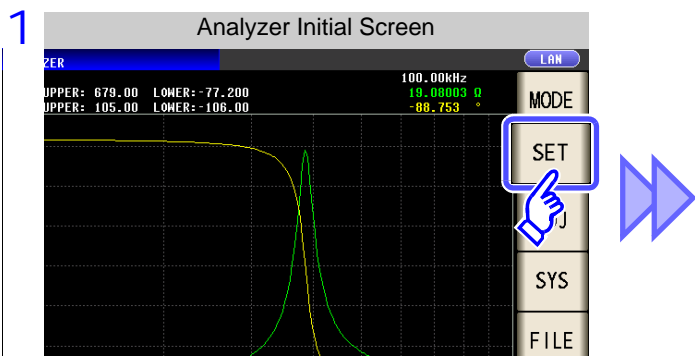 1
Analyzer Initial Screen
ZER
LAN
100.00kHz
UPPER: 679.00 LOWER:-77.200 19.08003 Ω
UPPER: 105.00 LOWER:-106.00 -88.753 °
MODE
SET
SYS
FILE